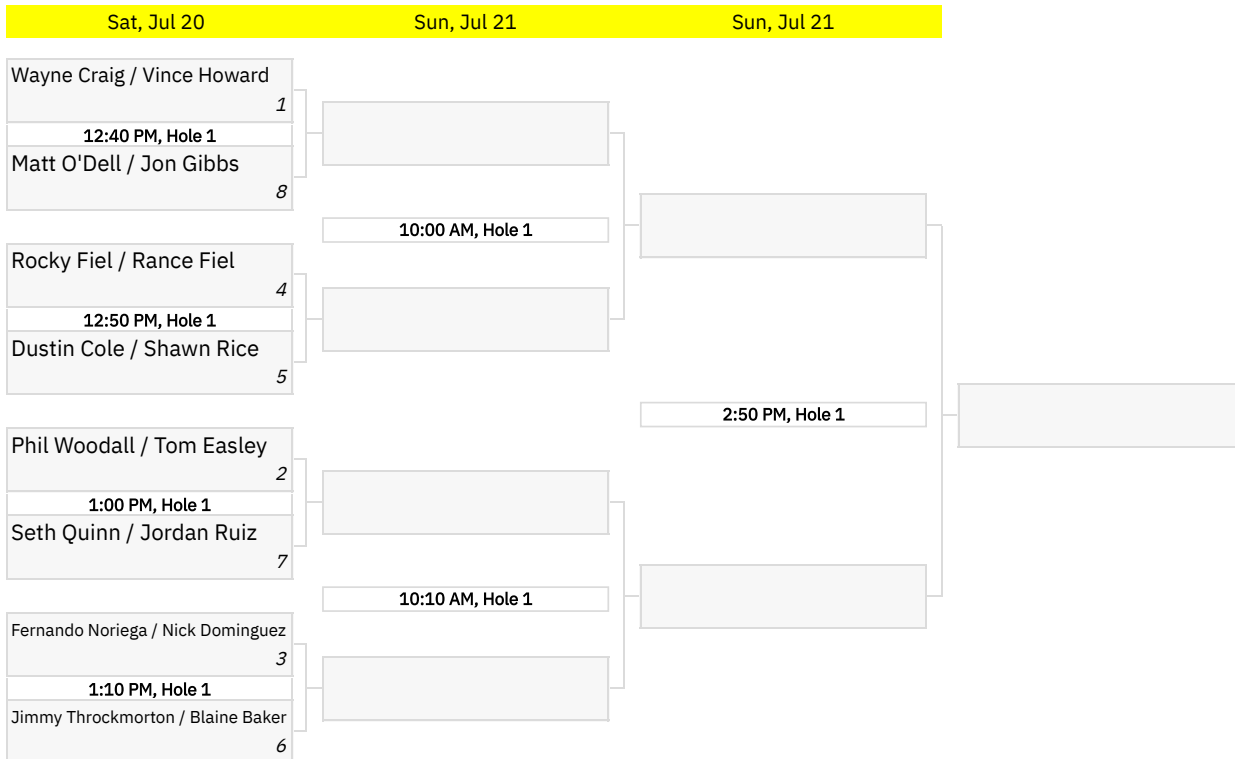 Sat, Jul 20
Sun, Jul 21
Sun, Jul 21
Wayne Craig / Vince Howard
1
12:40 PM, Hole 1
Matt O'Dell / Jon Gibbs
8
10:00 AM, Hole 1
Rocky Fiel / Rance Fiel
4
12:50 PM, Hole 1
Dustin Cole / Shawn Rice
5
2:50 PM, Hole 1
Phil Woodall / Tom Easley
2
1:00 PM, Hole 1
Seth Quinn / Jordan Ruiz
7
10:10 AM, Hole 1
Fernando Noriega / Nick Dominguez
3
1:10 PM, Hole 1
Jimmy Throckmorton / Blaine Baker
6